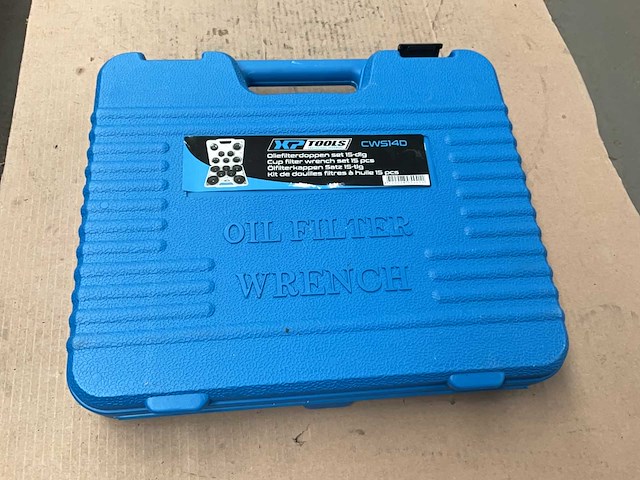 XP TOOLS CWS14D
Oliefilterdoppen set 15-dlg
Cup filter wrench set 15 pcs
Ölfilterkappen Satz 15-tlg
Kit de douilles filtres à huile 15 pcs
OIL FILTER
WRENCH